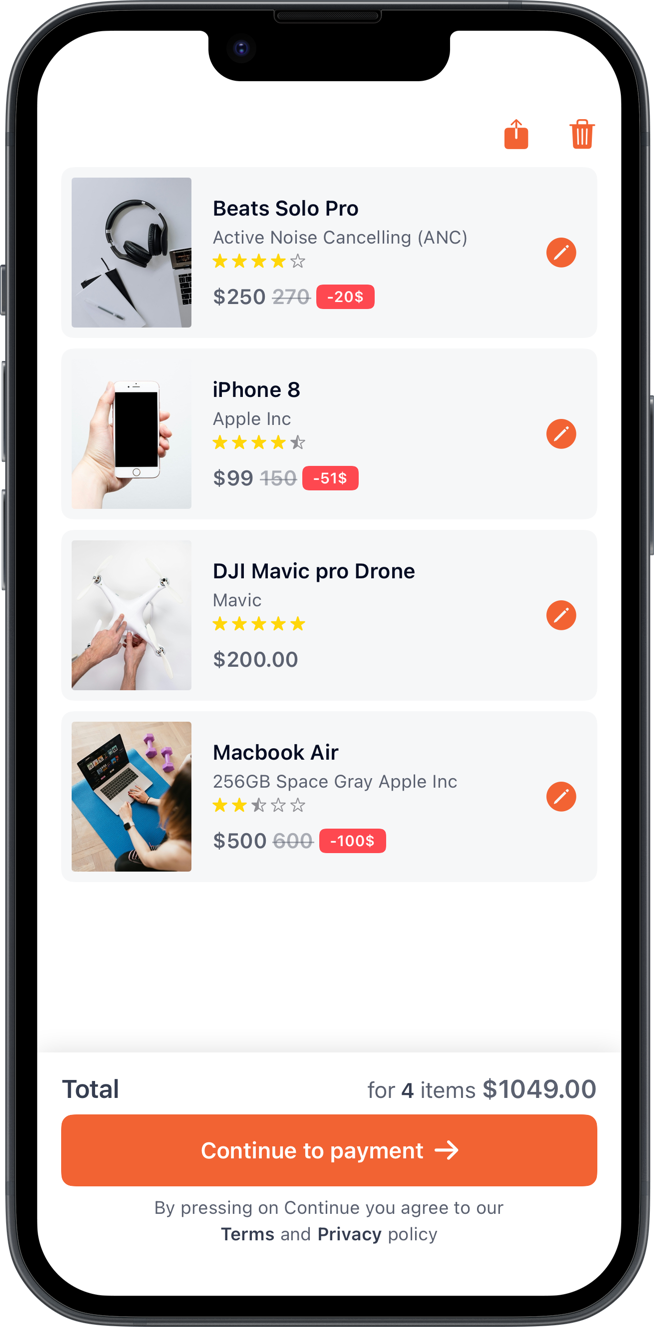 Beats Solo Pro
Active Noise Cancelling (ANC)
$250 270 -20$
iPhone 8
Apple Inc
$99 150 -51$
DJI Mavic pro Drone
Mavic
$200.00
Macbook Air
256GB Space Gray Apple Inc
$500 600 -100$
Total for 4 items $1049.00
Continue to payment →
By pressing on Continue you agree to our
Terms and Privacy policy